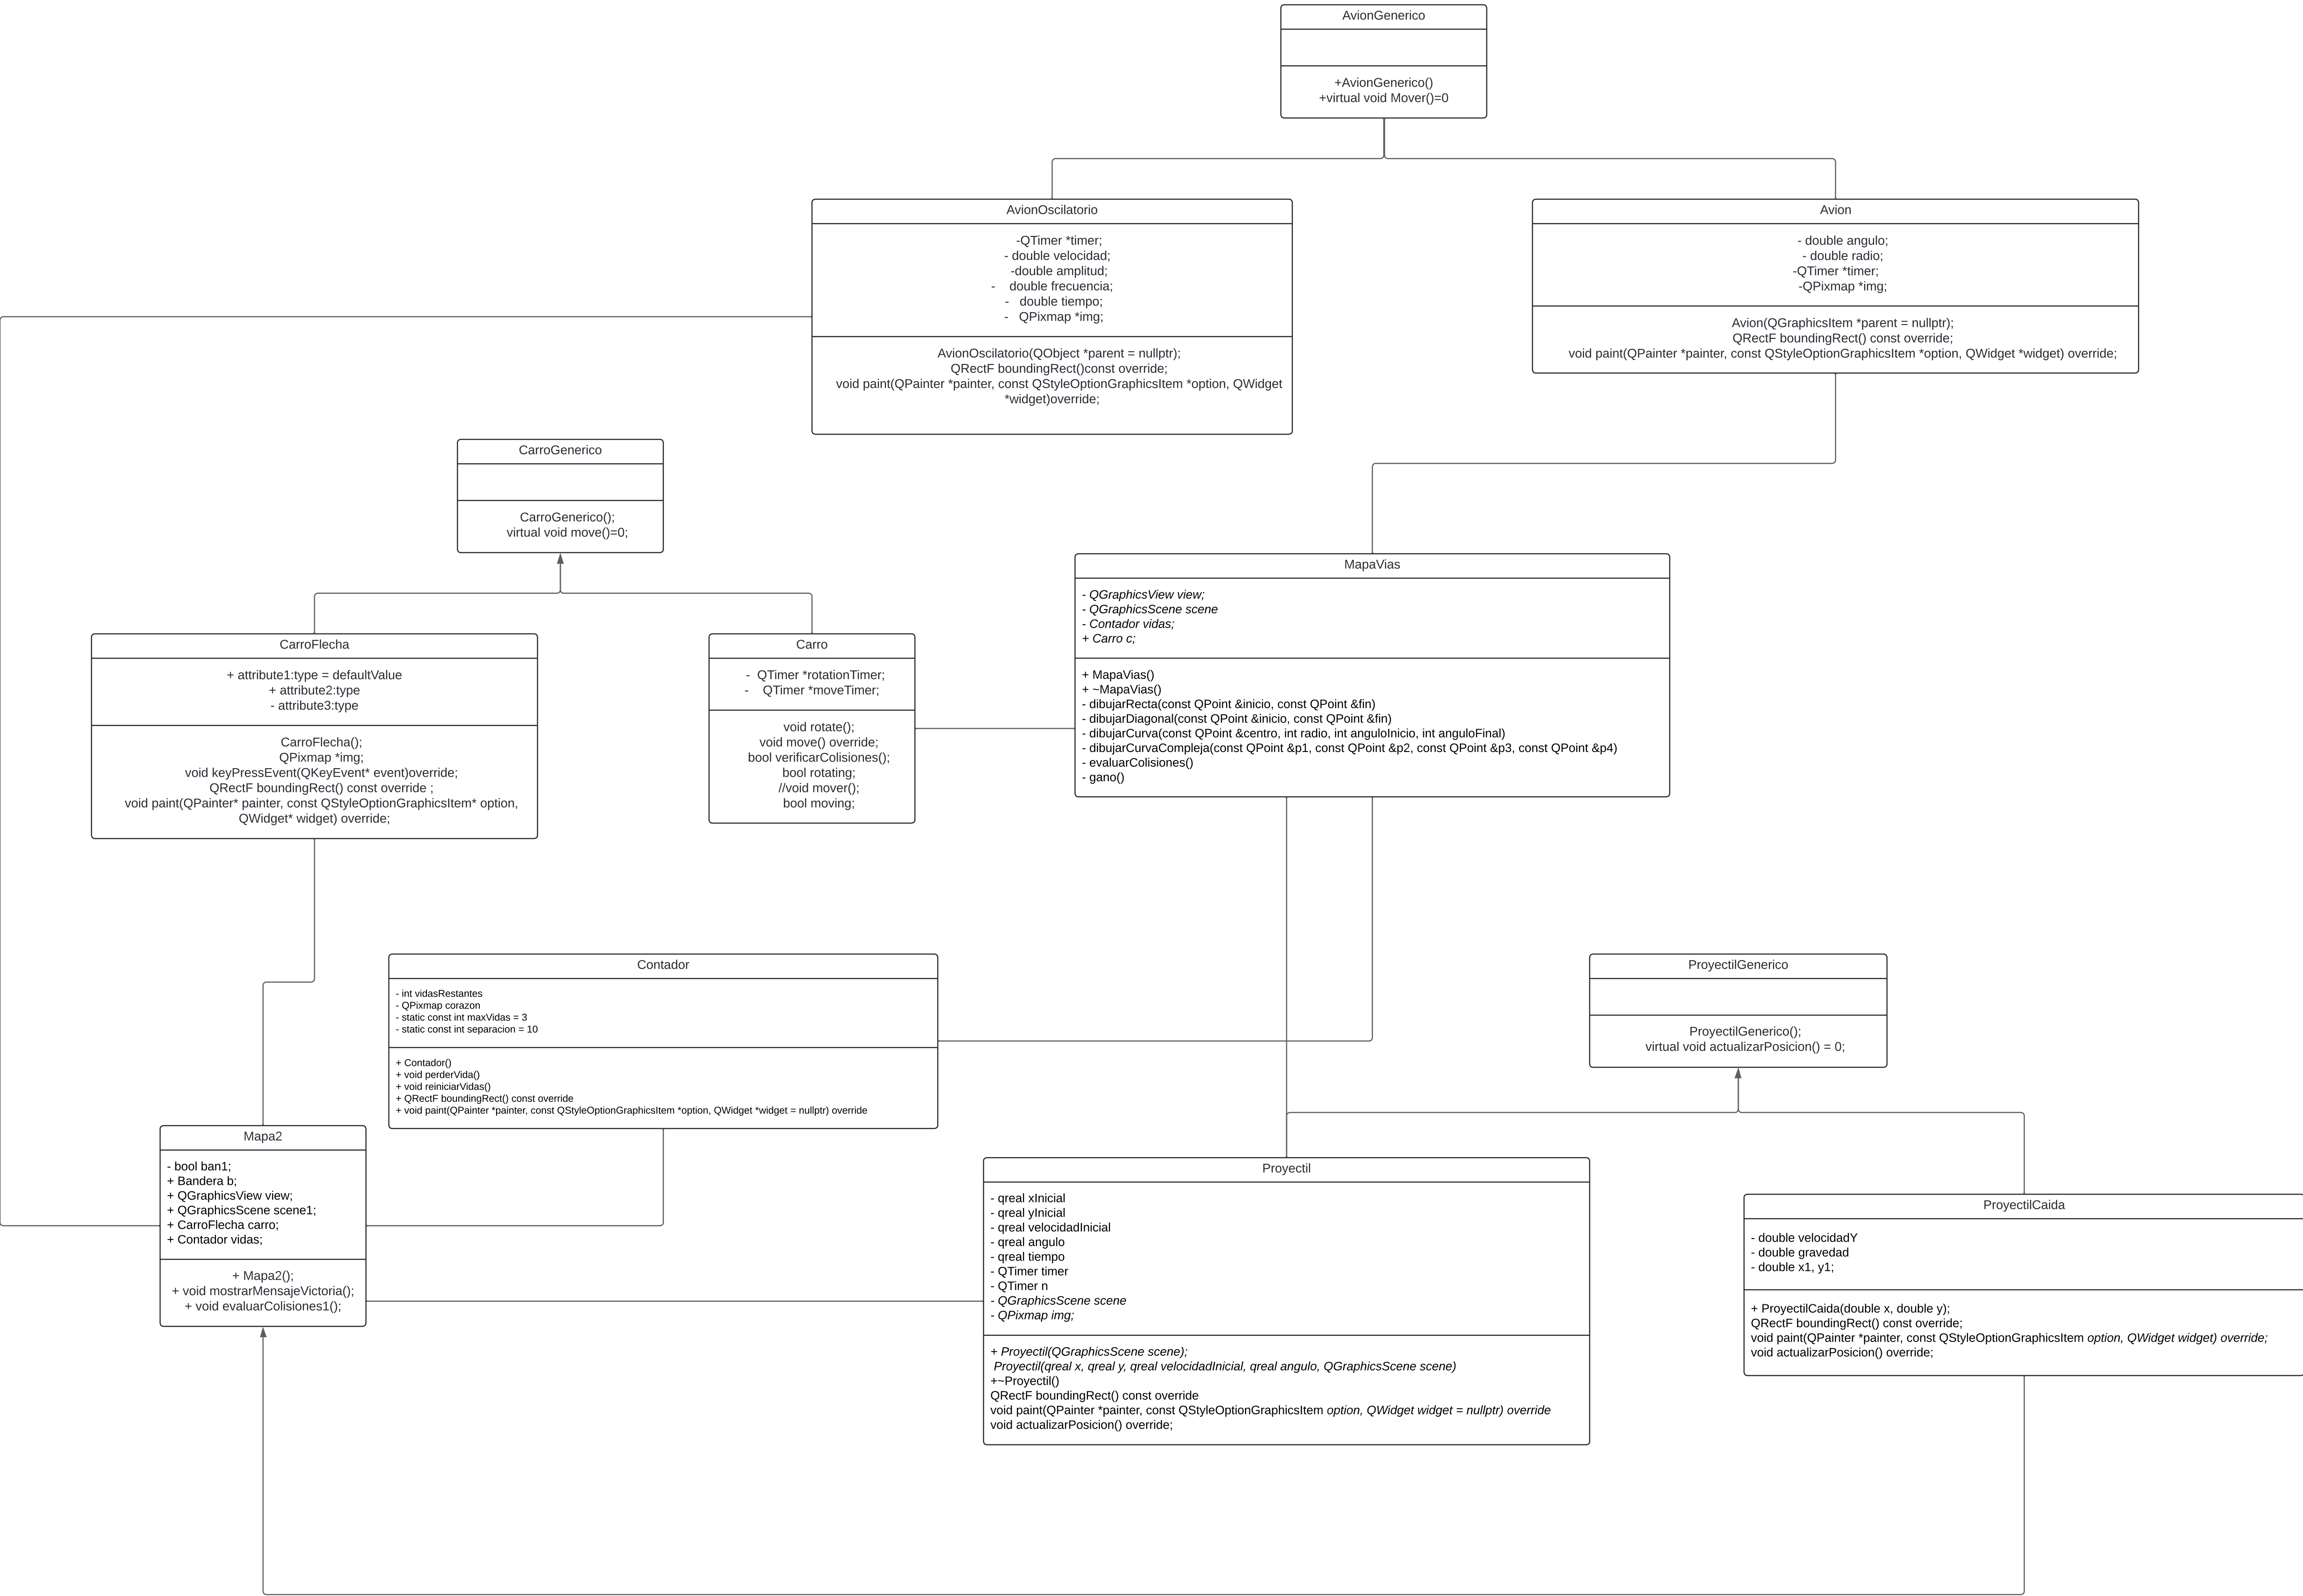 AvionGenerico
+AvionGenerico()
+virtual void Mover()=0
AvionOscilatorio
-QTimer *timer;
- double velocidad;
-double amplitud;
-    double frecuencia;
-   double tiempo;
-   QPixmap *img;
AvionOscilatorio(QObject *parent = nullptr);
QRectF boundingRect()const override;
void paint(QPainter *painter, const QStyleOptionGraphicsItem *option, QWidget
*widget)override;
Avion
- double angulo;
- double radio;
-QTimer *timer;
-QPixmap *img;
Avion(QGraphicsItem *parent = nullptr);
QRectF boundingRect() const override;
void paint(QPainter *painter, const QStyleOptionGraphicsItem *option, QWidget *widget) override;
CarroGenerico
CarroGenerico();
virtual void move()=0;
MapaVias
- QGraphicsView view;
- QGraphicsScene scene
- Contador vidas;
+ Carro c;
+ MapaVias()
+ ~MapaVias()
- dibujarRecta(const QPoint &inicio, const QPoint &fin)
- dibujarDiagonal(const QPoint &inicio, const QPoint &fin)
- dibujarCurva(const QPoint &centro, int radio, int anguloInicio, int anguloFinal)
- dibujarCurvaCompleja(const QPoint &p1, const QPoint &p2, const QPoint &p3, const QPoint &p4)
- evaluarColisiones()
- gano()
CarroFlecha
+ attribute1:type = defaultValue
+ attribute2:type
- attribute3:type
CarroFlecha();
QPixmap *img;
void keyPressEvent(QKeyEvent* event)override;
QRectF boundingRect() const override ;
void paint(QPainter* painter, const QStyleOptionGraphicsItem* option,
QWidget* widget) override;
Carro
-  QTimer *rotationTimer;
-    QTimer *moveTimer;
void rotate();
void move() override;
bool verificarColisiones();
bool rotating;
//void mover();
bool moving;
Contador
- int vidasRestantes
- QPixmap corazon
- static const int maxVidas = 3
- static const int separacion = 10
+ Contador()
+ void perderVida()
+ void reiniciarVidas()
+ QRectF boundingRect() const override
+ void paint(QPainter *painter, const QStyleOptionGraphicsItem *option, QWidget *widget = nullptr) override
ProyectilGenerico
ProyectilGenerico();
virtual void actualizarPosicion() = 0;
Mapa2
- bool ban1;
+ Bandera b;
+ QGraphicsView view;
+ QGraphicsScene scene1;
+ CarroFlecha carro;
+ Contador vidas;
+ Mapa2();
+ void mostrarMensajeVictoria();
+ void evaluarColisiones1();
Proyectil
- qreal xInicial
- qreal yInicial
- qreal velocidadInicial
- qreal angulo
- qreal tiempo
- QTimer timer
- QTimer n
- QGraphicsScene scene
- QPixmap img;
+ Proyectil(QGraphicsScene scene);
Proyectil(qreal x, qreal y, qreal velocidadInicial, qreal angulo, QGraphicsScene scene)
+~Proyectil()
QRectF boundingRect() const override
void paint(QPainter *painter, const QStyleOptionGraphicsItem option, QWidget widget = nullptr) override
void actualizarPosicion() override;
ProyectilCaida
- double velocidadY
- double gravedad
- double x1, y1;
+ ProyectilCaida(double x, double y);
QRectF boundingRect() const override;
void paint(QPainter *painter, const QStyleOptionGraphicsItem option, QWidget widget) override;
void actualizarPosicion() override;